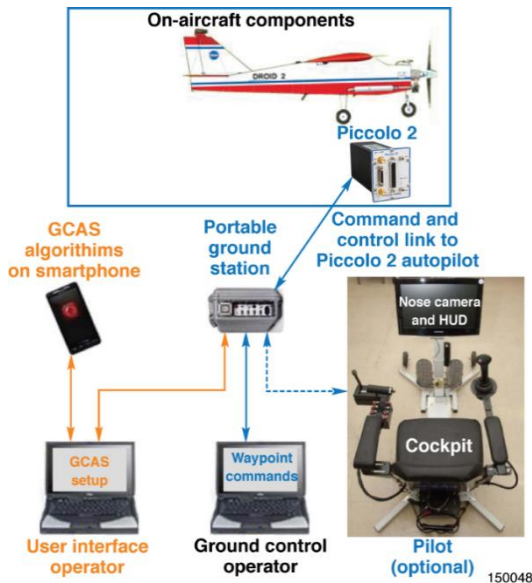 On-aircraft components
DROID 2
Piccolo 2
GCAS
algorithims
on smartphone
Portable
ground
station
Command and
control link to
Piccolo 2 autopilot
Nose camera
and HUD
GCAS
setup
Waypoint
commands
Cockpit
User interface
operator
Ground control
operator
Pilot
(optional)
150048